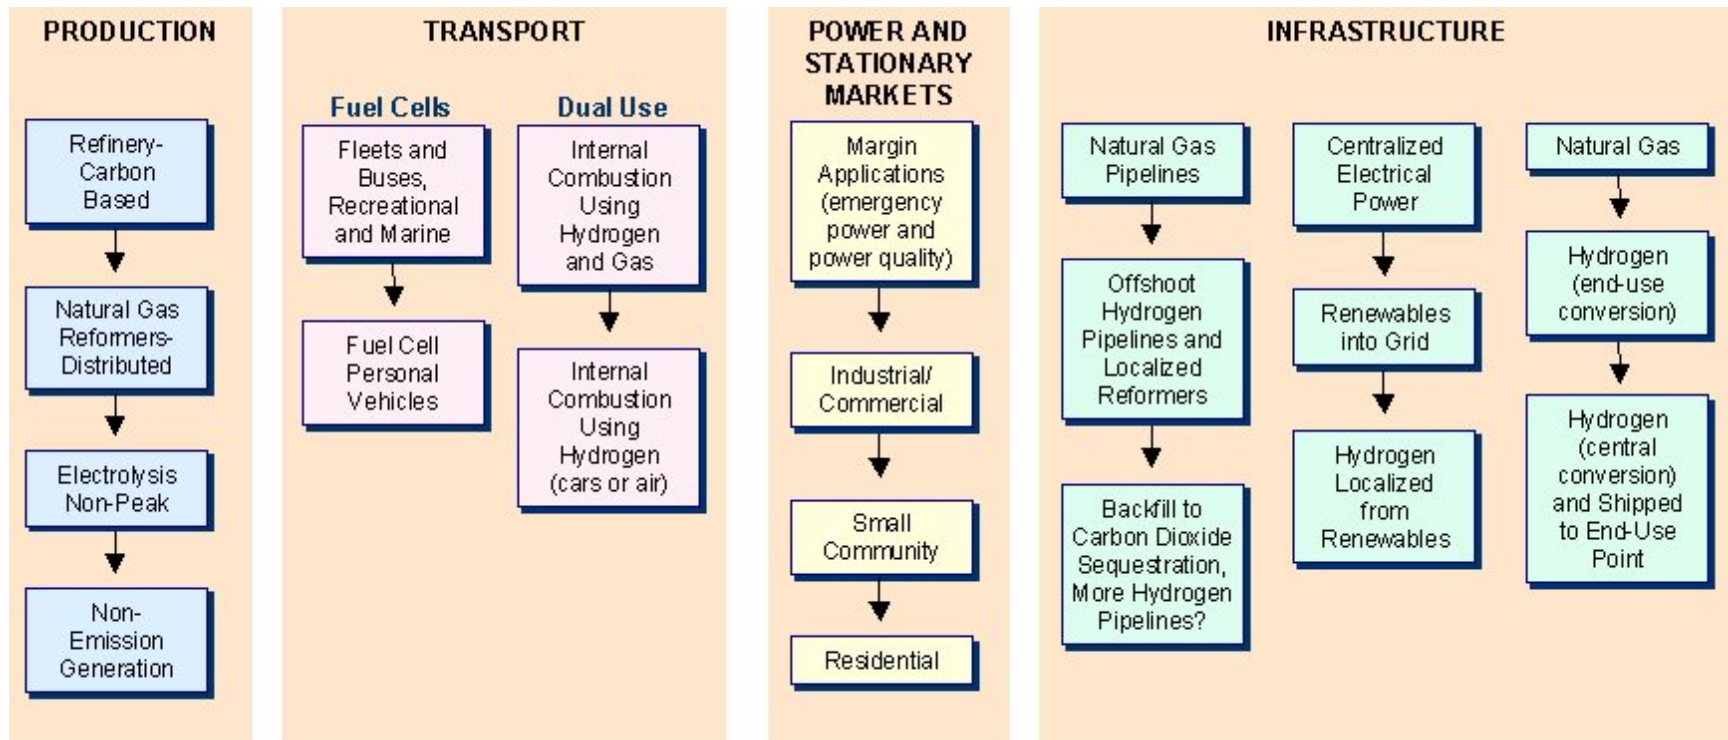 PRODUCTION
Refinery-
Carbon
Based
Natural Gas
Reformers-
Distributed
Electrolysis
Non-Peak
Non-
Emission
Generation
TRANSPORT
Fuel Cells
Fleets and
Buses,
Recreational
and Marine
Fuel Cell
Personal
Vehicles
Dual Use
Internal
Combustion
Using
Hydrogen
and Gas
Internal
Combustion
Using
Hydrogen
(cars or air)
POWER AND
STATIONARY
MARKETS
Margin
Applications
(emergency
power and
power quality)
Industrial/
Commercial
Small
Community
Residential
INFRASTRUCTURE
Natural Gas
Pipelines
Offshoot
Hydrogen
Pipelines and
Localized
Reformers
Backfill to
Carbon Dioxide
Sequestration,
More Hydrogen
Pipelines?
Centralized
Electrical
Power
Renewables
into Grid
Hydrogen
Localized
from
Renewables
Natural Gas
Hydrogen
(end-use
conversion)
Hydrogen
(central
conversion)
and Shipped
to End-Use
Point